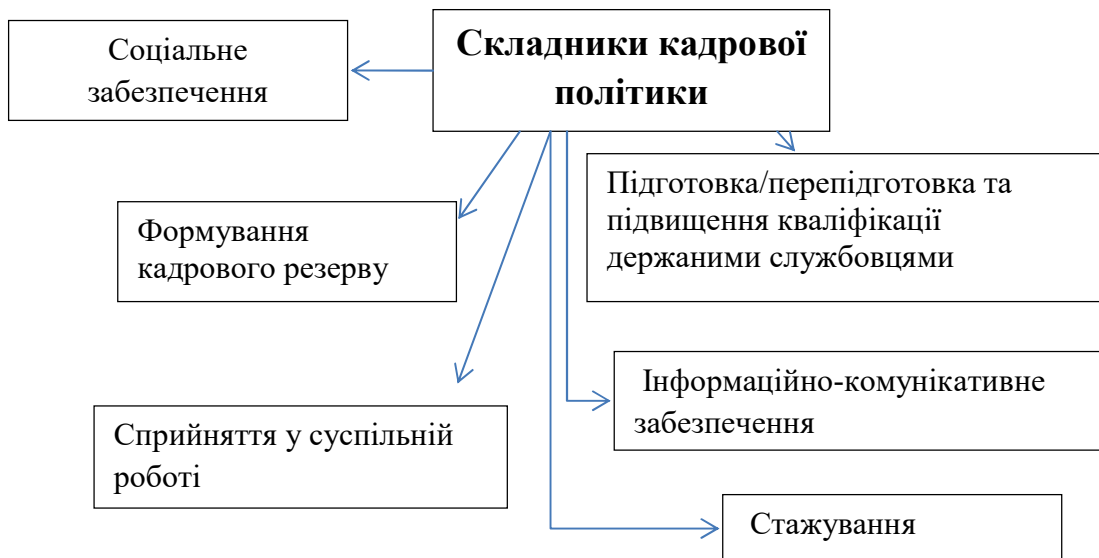 Складники кадрової
політики
Соціальне
забезпечення
Підготовка/перепідготовка та
підвищення кваліфікації
держаними службовцями
Формування
кадрового резерву
Інформаційно-комунікативне
забезпечення
Сприйняття у суспільній
роботі
Стажування